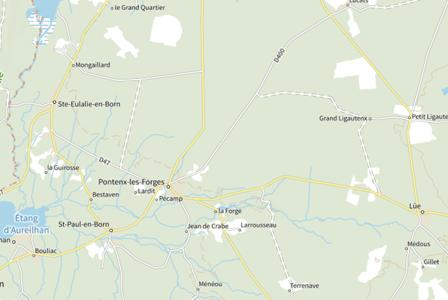 le Grand Quartier
Lucats
Mongaillard
D400
Ste-Eulalie-en-Born
Grand Ligautenx
Petit Ligautenx
D47
la Guirosse
Pontenx-les-Forges
Lardit
Bestaven
Pécamp
Étang
d'Aureilhan
St-Paul-en-Born
la Forge
Lüe
Jean de Crabe
Larrousseau
Bouliac
Médous
Gillet
Ménéou
Terrenave